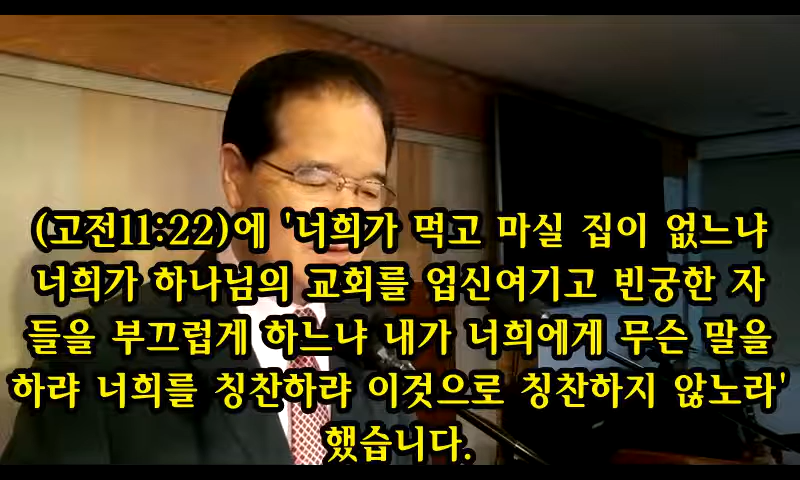 (고전11:22)에 '너희가 먹고 마실 집이 없느냐
너희가 하나님의 교회를 업신여기고 빈궁한 자
들을 부끄럽게 하느냐 내가 너희에게 무슨 말을
하랴 너희를 칭찬하랴 이것으로 칭찬하지 않노라'
했습니다.